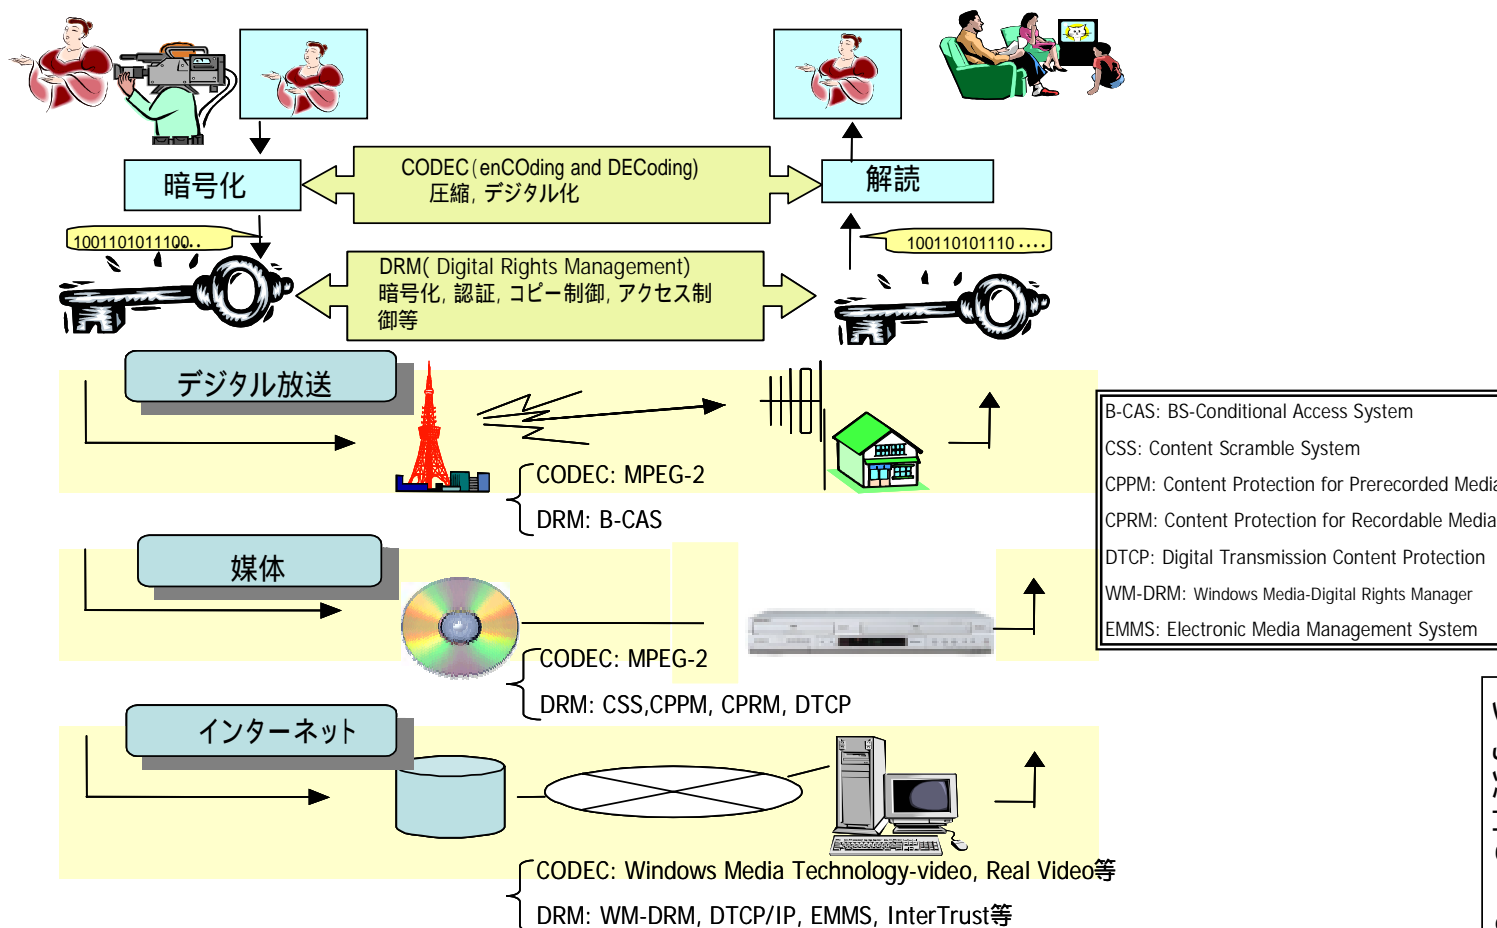 CODEC(enCOding and DECoding)
圧縮, デジタル化
暗号化
解読
1001101011100..
100110101110 ....
DRM( Digital Rights Management)
暗号化, 認証, コピー制御, アクセス制
御等
デジタル放送
CODEC: MPEG-2
DRM: B-CAS
B-CAS: BS-Conditional Access System
CSS: Content Scramble System
CPPM: Content Protection for Prerecorded Media
CPRM: Content Protection for Recordable Media
DTCP: Digital Transmission Content Protection
WM-DRM: Windows Media-Digital Rights Manager
EMMS: Electronic Media Management System
媒体
CODEC: MPEG-2
DRM: CSS,CPPM, CPRM, DTCP
インターネット
CODEC: Windows Media Technology-video, Real Video等
DRM: WM-DRM, DTCP/IP, EMMS, InterTrust等